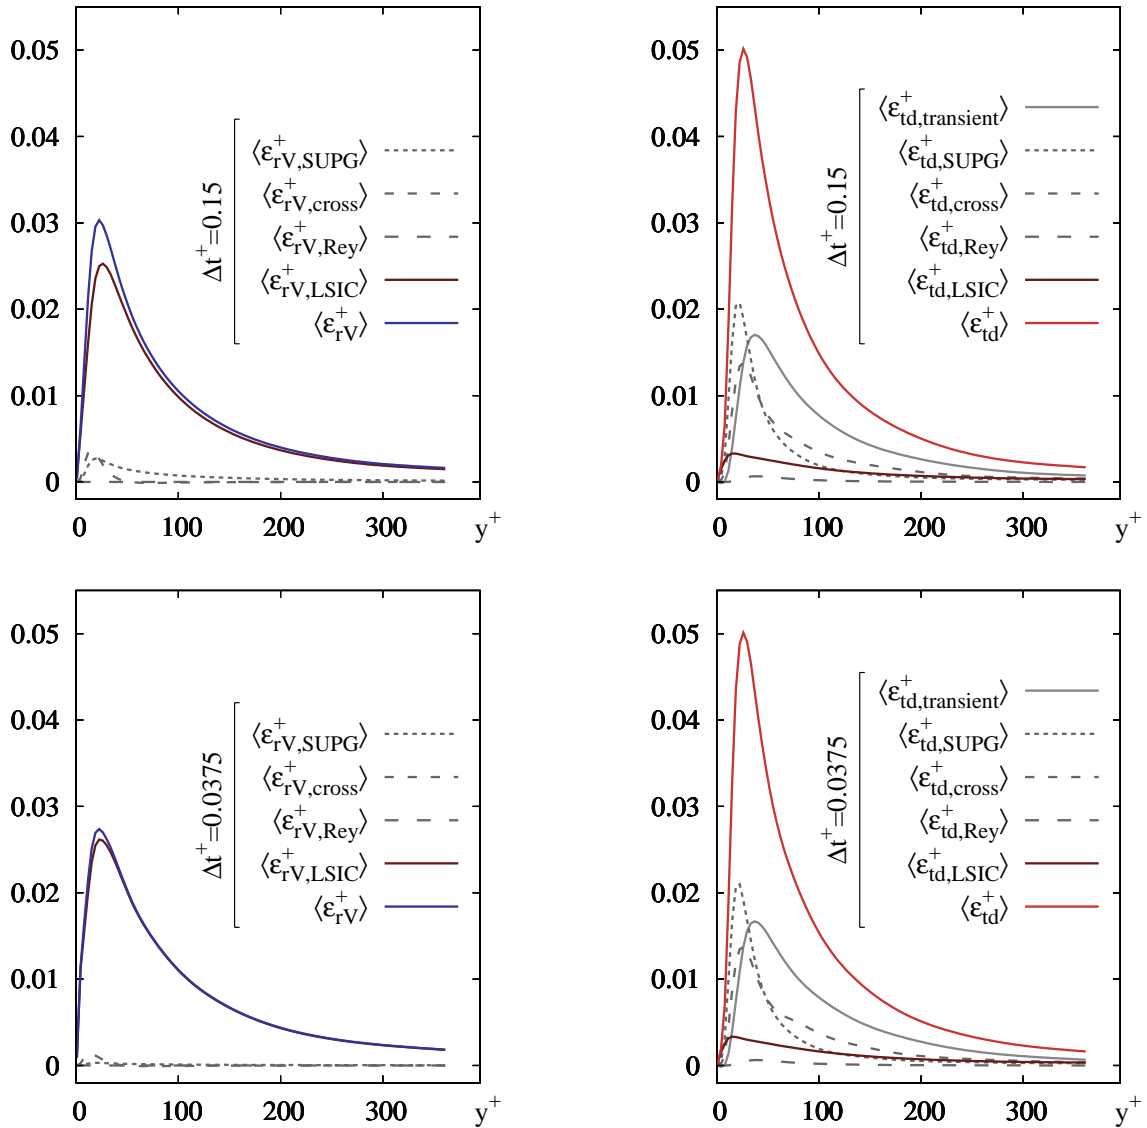 0.05
0.04
0.03
0.02
0.01
0
0 100 200 300 y⁺
Δt⁺=0.15
⟨ε⁺rV,SUPG⟩
⟨ε⁺rV,cross⟩
⟨ε⁺rV,Rey⟩
⟨ε⁺rV,LSIC⟩
⟨ε⁺rV⟩
0.05
0.04
0.03
0.02
0.01
0
0 100 200 300 y⁺
Δt⁺=0.15
⟨ε⁺td,transient⟩
⟨ε⁺td,SUPG⟩
⟨ε⁺td,cross⟩
⟨ε⁺td,Rey⟩
⟨ε⁺td,LSIC⟩
⟨ε⁺td⟩
0.05
0.04
0.03
0.02
0.01
0
0 100 200 300 y⁺
Δt⁺=0.0375
⟨ε⁺rV,SUPG⟩
⟨ε⁺rV,cross⟩
⟨ε⁺rV,Rey⟩
⟨ε⁺rV,LSIC⟩
⟨ε⁺rV⟩
0.05
0.04
0.03
0.02
0.01
0
0 100 200 300 y⁺
Δt⁺=0.0375
⟨ε⁺td,transient⟩
⟨ε⁺td,SUPG⟩
⟨ε⁺td,cross⟩
⟨ε⁺td,Rey⟩
⟨ε⁺td,LSIC⟩
⟨ε⁺td⟩